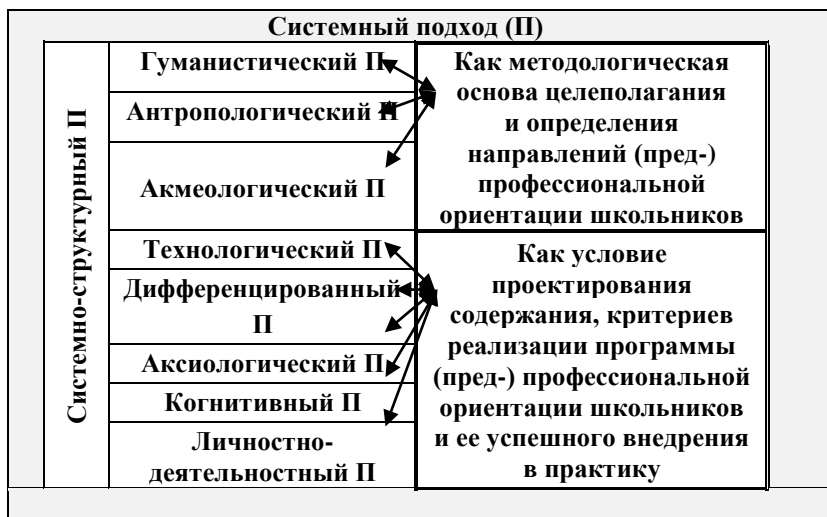 Системный подход (П)
Системно-структурный П
Гуманистический П
Антропологический П
Акмеологический П
Как методологическая
основа целеполагания
и определения
направлений (пред-)
профессиональной
ориентации школьников
Технологический П
Дифференцированный
П
Аксиологический П
Когнитивный П
Личностно-
деятельностный П
Как условие
проектирования
содержания, критериев
реализации программы
(пред-) профессиональной
ориентации школьников
и ее успешного внедрения
в практику